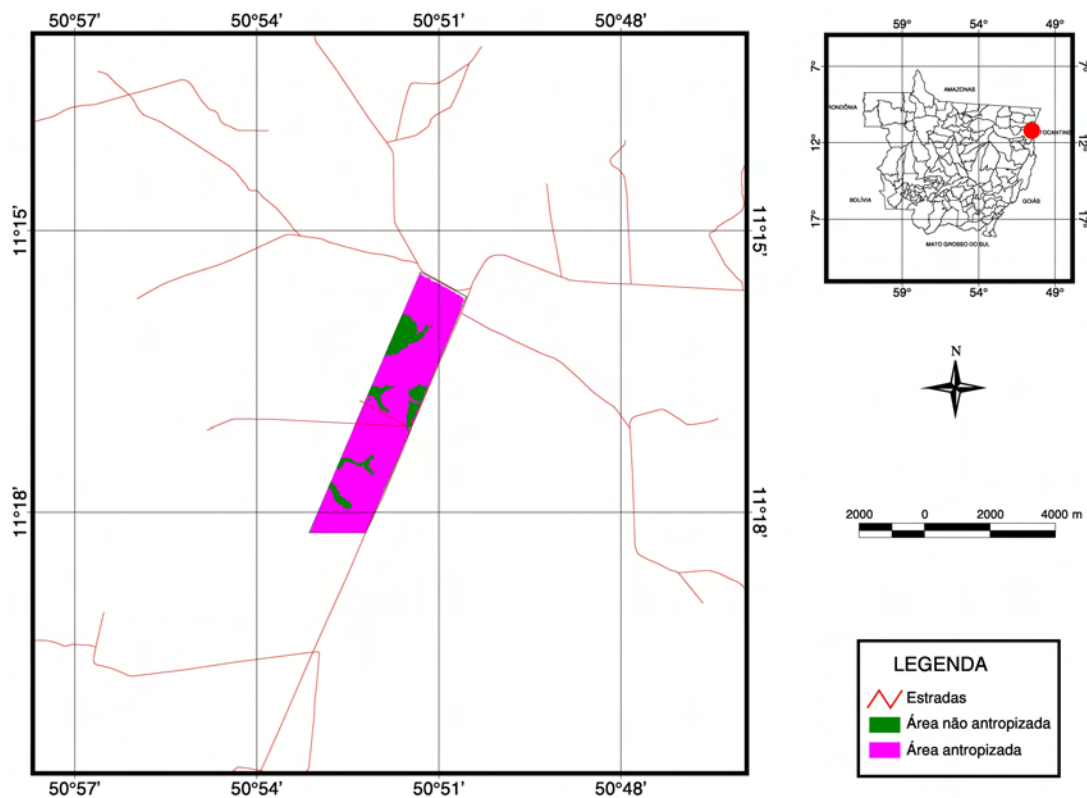 50°57' 50°54' 50°51' 50°48'
11°15' 11°15'
11°18' 11°18'
50°57' 50°54' 50°51' 50°48'
59° 54° 49°
7° 7°
AMAZONAS
RONDÔNIA
TOCANTINS
12° 12°
BOLÍVIA
GOIÁS
17° 17°
MATO GROSSO DO SUL
59° 54° 49°
N
2000 0 2000 4000 m
LEGENDA
Estradas
Área não antropizada
Área antropizada